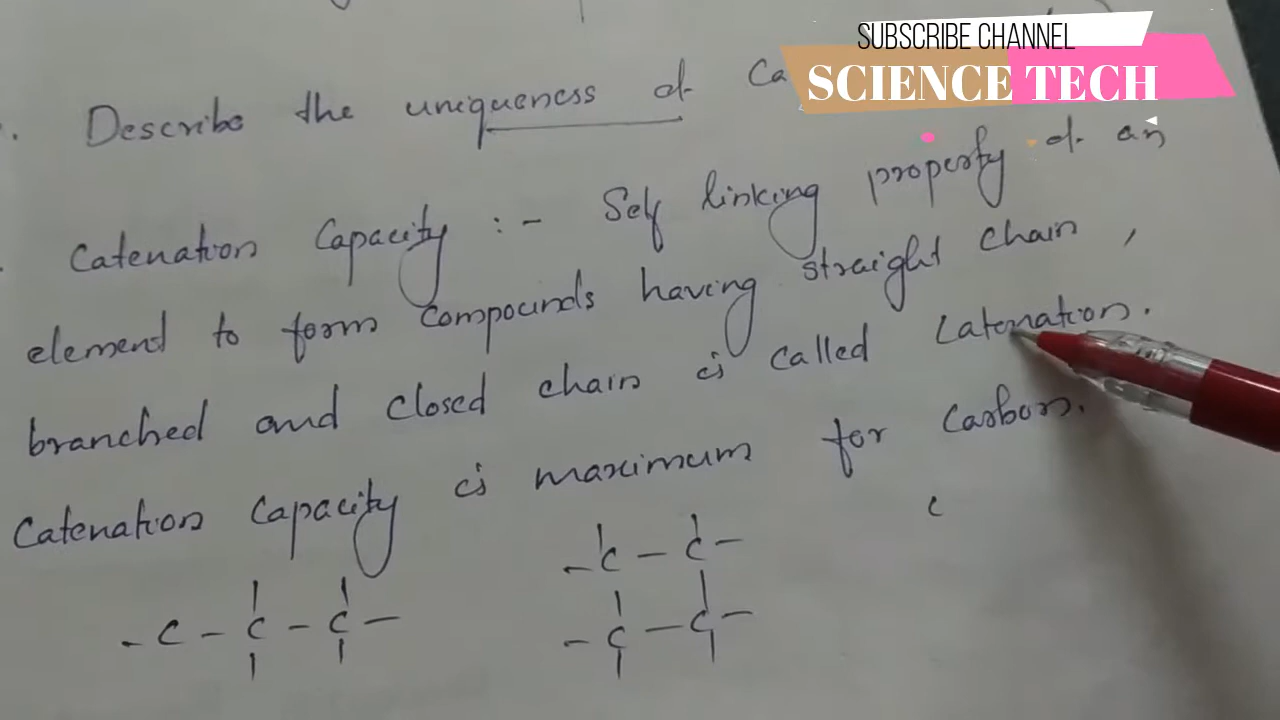 SUBSCRIBE CHANNEL
SCIENCE TECH
Describe the uniqueness of Ca
Catenation Capacity :- Self linking property of an
element to form compounds having straight chain,
branched and closed chain is called Catenation.
Catenation Capacity is maximum for Carbon.
C
- C - C -
- C - C - C -
- C - C -